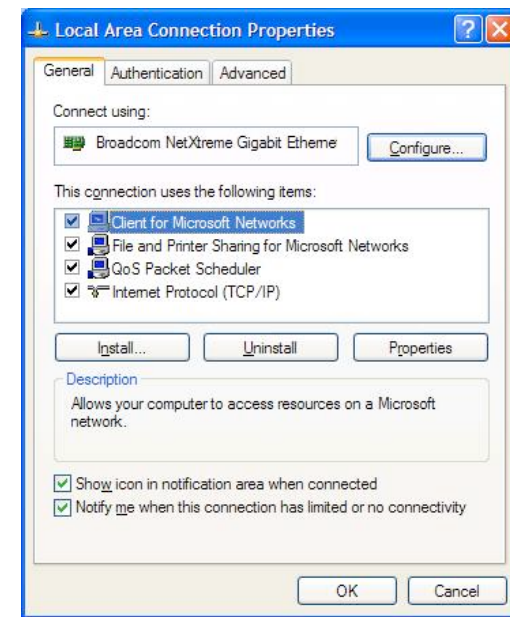 Local Area Connection Properties
General Authentication Advanced
Connect using:
Broadcom NetXtreme Gigabit Etherne Configure...
This connection uses the following items:
Client for Microsoft Networks
File and Printer Sharing for Microsoft Networks
QoS Packet Scheduler
Internet Protocol (TCP/IP)
Install... Uninstall Properties
Description
Allows your computer to access resources on a Microsoft
network.
Show icon in notification area when connected
Notify me when this connection has limited or no connectivity
OK Cancel